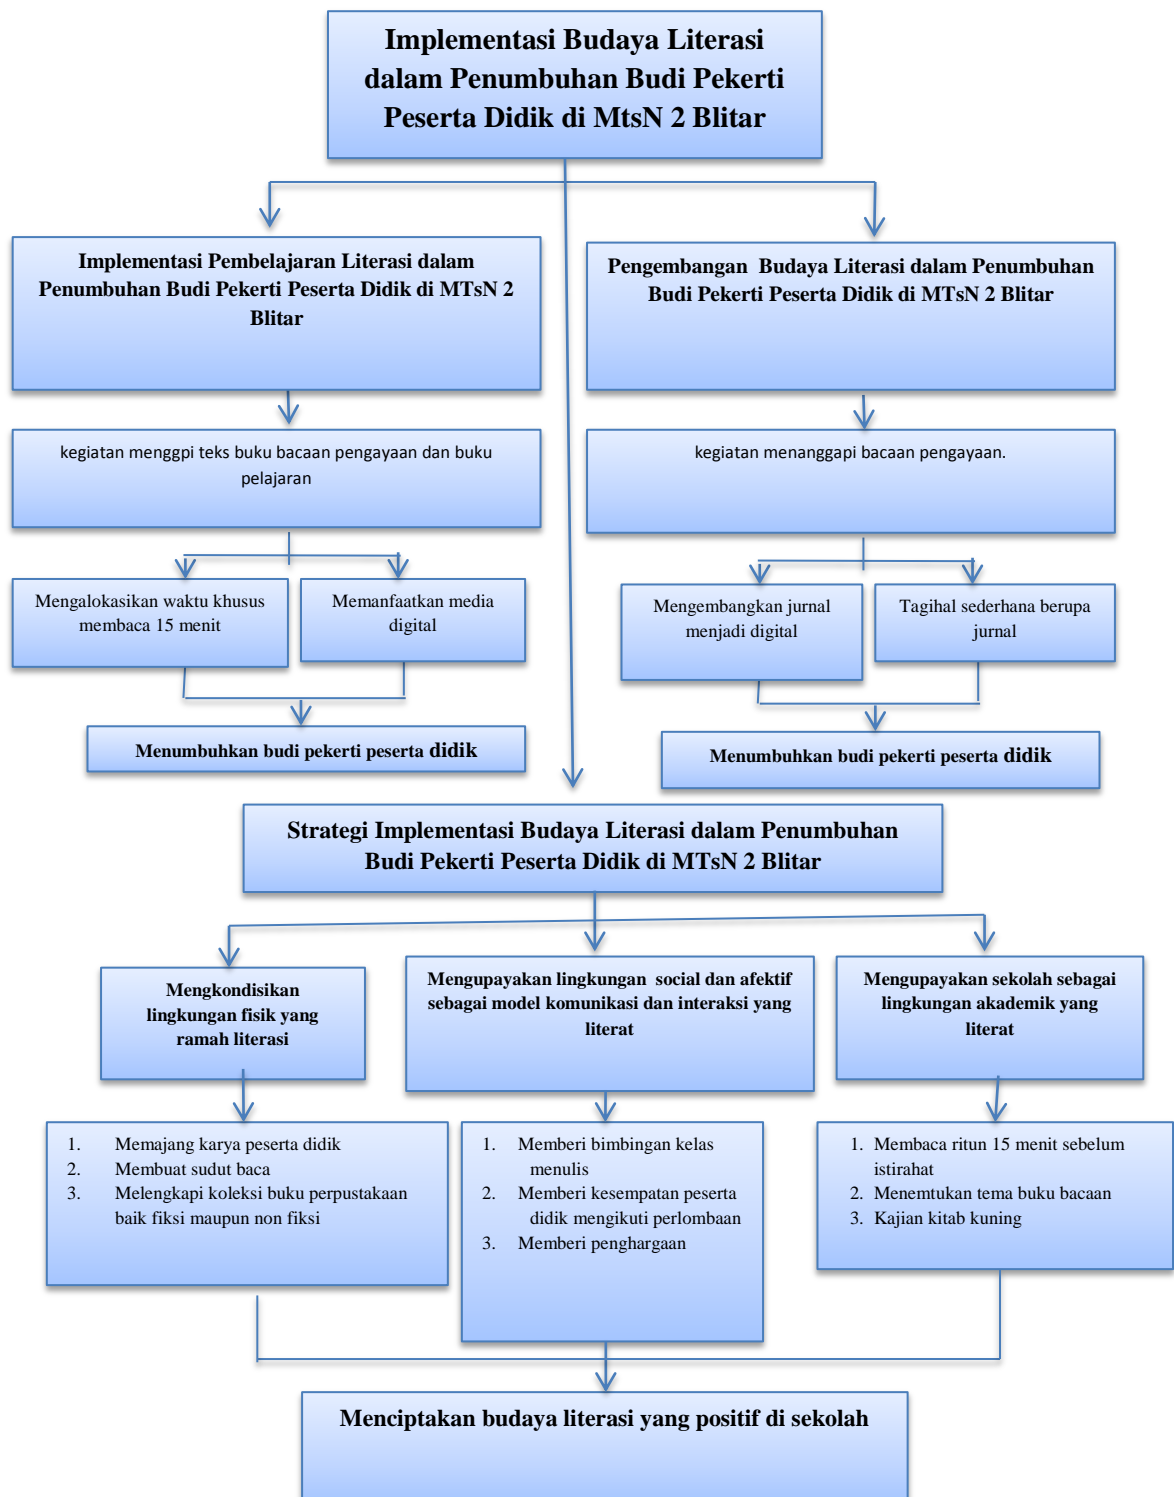 Implementasi Budaya Literasi
dalam Penumbuhan Budi Pekerti
Peserta Didik di MtsN 2 Blitar
Implementasi Pembelajaran Literasi dalam
Penumbuhan Budi Pekerti Peserta Didik di MTsN 2
Blitar
Pengembangan Budaya Literasi dalam Penumbuhan
Budi Pekerti Peserta Didik di MTsN 2 Blitar
kegiatan menggpi teks buku bacaan pengayaan dan buku
pelajaran
kegiatan menanggapi bacaan pengayaan.
Mengalokasikan waktu khusus
membaca 15 menit
Memanfaatkan media
digital
Mengembangkan jurnal
menjadi digital
Tagihal sederhana berupa
jurnal
Menumbuhkan budi pekerti peserta didik
Menumbuhkan budi pekerti peserta didik
Strategi Implementasi Budaya Literasi dalam Penumbuhan
Budi Pekerti Peserta Didik di MTsN 2 Blitar
Mengkondisikan
lingkungan fisik yang
ramah literasi
Mengupayakan lingkungan social dan afektif
sebagai model komunikasi dan interaksi yang
literat
Mengupayakan sekolah sebagai
lingkungan akademik yang
literat
1. Memajang karya peserta didik
2. Membuat sudut baca
3. Melengkapi koleksi buku perpustakaan
baik fiksi maupun non fiksi
1. Memberi bimbingan kelas
menulis
2. Memberi kesempatan peserta
didik mengikuti perlombaan
3. Memberi penghargaan
1. Membaca ritun 15 menit sebelum
istirahat
2. Menemtukan tema buku bacaan
3. Kajian kitab kuning
Menciptakan budaya literasi yang positif di sekolah